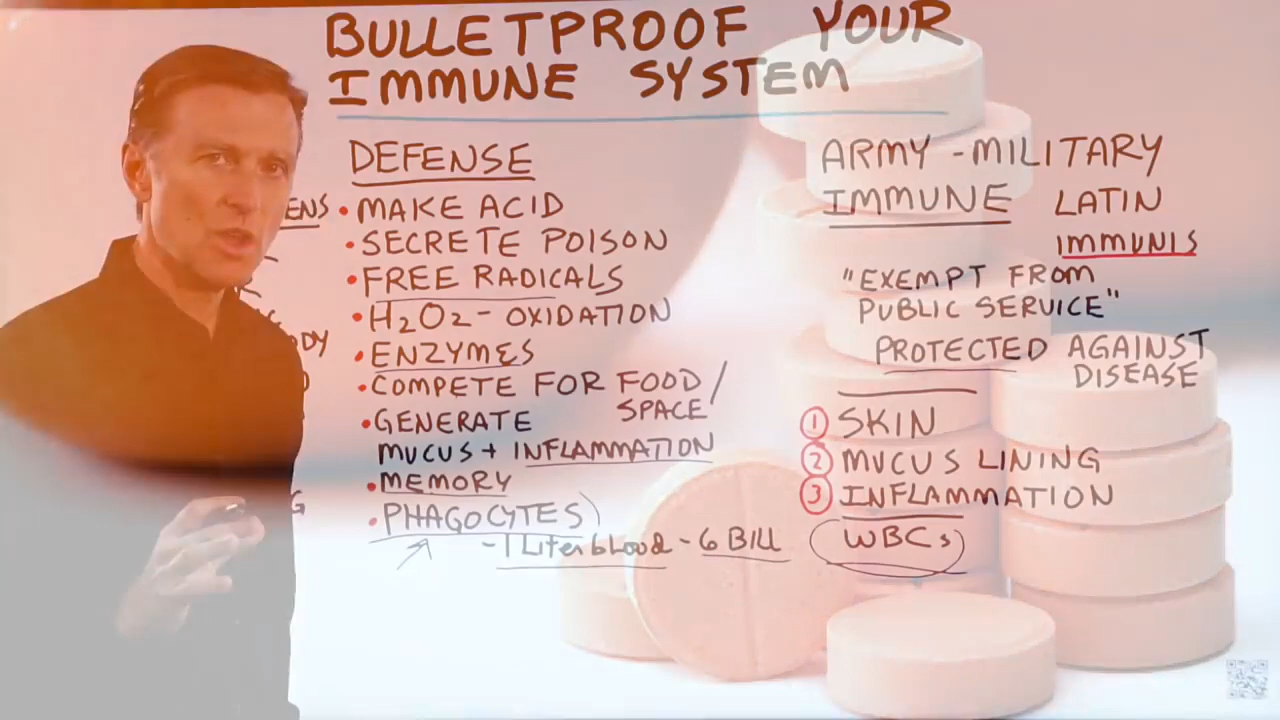 BULLETPROOF YOUR
IMMUNE SYSTEM
DEFENSE
ENS
• MAKE ACID
• SECRETE POISON
• FREE RADICALS
• H2O2 - OXIDATION
ODY
• ENZYMES
• COMPETE FOR FOOD/
SPACE
• GENERATE
MUCUS + INFLAMMATION
• MEMORY
G
• PHAGOCYTES)
- 1 Liter blood - 6 BILL
ARMY - MILITARY
IMMUNE LATIN
IMMUNIS
"EXEMPT FROM
PUBLIC SERVICE"
PROTECTED AGAINST
DISEASE
1 SKIN
2 MUCUS LINING
3 INFLAMMATION
(WBCs)